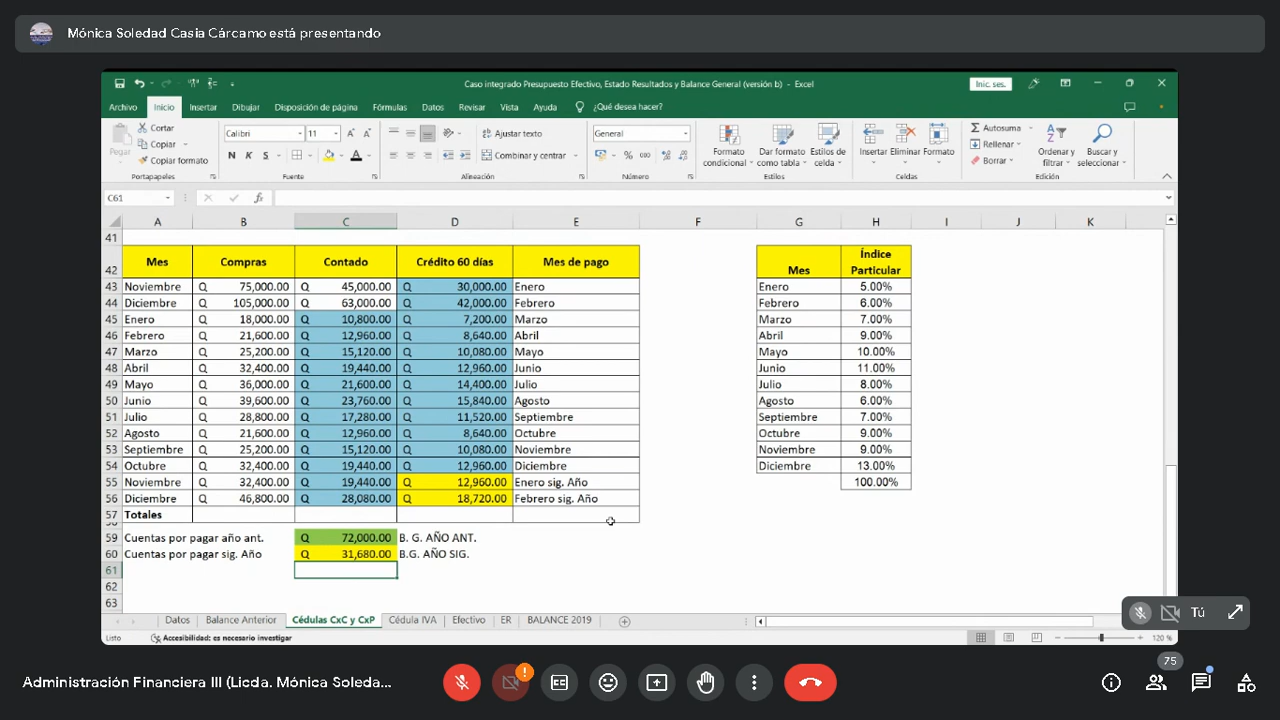 Mónica Soledad Casia Cárcamo está presentando
Caso integrado Presupuesto Efectivo, Estado Resultados y Balance General (versión b) - Excel
Inic. ses.
Archivo Inicio Insertar Dibujar Disposición de página Fórmulas Datos Revisar Vista Ayuda ¿Qué desea hacer?
Pegar
Cortar
Copiar
Copiar formato
Calibri 11
N K S
Ajustar texto
Combinar y centrar
General
% 000
Formato condicional
Dar formato como tabla
Estilos de celda
Insertar Eliminar Formato
Autosuma
Rellenar
Borrar
Ordenar y filtrar
Buscar y seleccionar
Portapapeles Fuente Alineación Número Estilos Celdas Edición
C61 fx
A B C D E F G H I J K
41
42 Mes Compras Contado Crédito 60 días Mes de pago Mes Índice Particular
43 Noviembre Q 75,000.00 Q 45,000.00 Q 30,000.00 Enero Enero 5.00%
44 Diciembre Q 105,000.00 Q 63,000.00 Q 42,000.00 Febrero Febrero 6.00%
45 Enero Q 18,000.00 Q 10,800.00 Q 7,200.00 Marzo Marzo 7.00%
46 Febrero Q 21,600.00 Q 12,960.00 Q 8,640.00 Abril Abril 9.00%
47 Marzo Q 25,200.00 Q 15,120.00 Q 10,080.00 Mayo Mayo 10.00%
48 Abril Q 32,400.00 Q 19,440.00 Q 12,960.00 Junio Junio 11.00%
49 Mayo Q 36,000.00 Q 21,600.00 Q 14,400.00 Julio Julio 8.00%
50 Junio Q 39,600.00 Q 23,760.00 Q 15,840.00 Agosto Agosto 6.00%
51 Julio Q 28,800.00 Q 17,280.00 Q 11,520.00 Septiembre Septiembre 7.00%
52 Agosto Q 21,600.00 Q 12,960.00 Q 8,640.00 Octubre Octubre 9.00%
53 Septiembre Q 25,200.00 Q 15,120.00 Q 10,080.00 Noviembre Noviembre 9.00%
54 Octubre Q 32,400.00 Q 19,440.00 Q 12,960.00 Diciembre Diciembre 13.00%
55 Noviembre Q 32,400.00 Q 19,440.00 Q 12,960.00 Enero sig. Año 100.00%
56 Diciembre Q 46,800.00 Q 28,080.00 Q 18,720.00 Febrero sig. Año
57 Totales
59 Cuentas por pagar año ant. Q 72,000.00 B. G. AÑO ANT.
60 Cuentas por pagar sig. Año Q 31,680.00 B.G. AÑO SIG.
61
62
63
Datos Balance Anterior Cédulas CxC y CxP Cédula IVA Efectivo ER BALANCE 2019
Listo Accesibilidad: es necesario investigar 120 %
Tú
75
Administración Financiera III (Licda. Mónica Soleda...